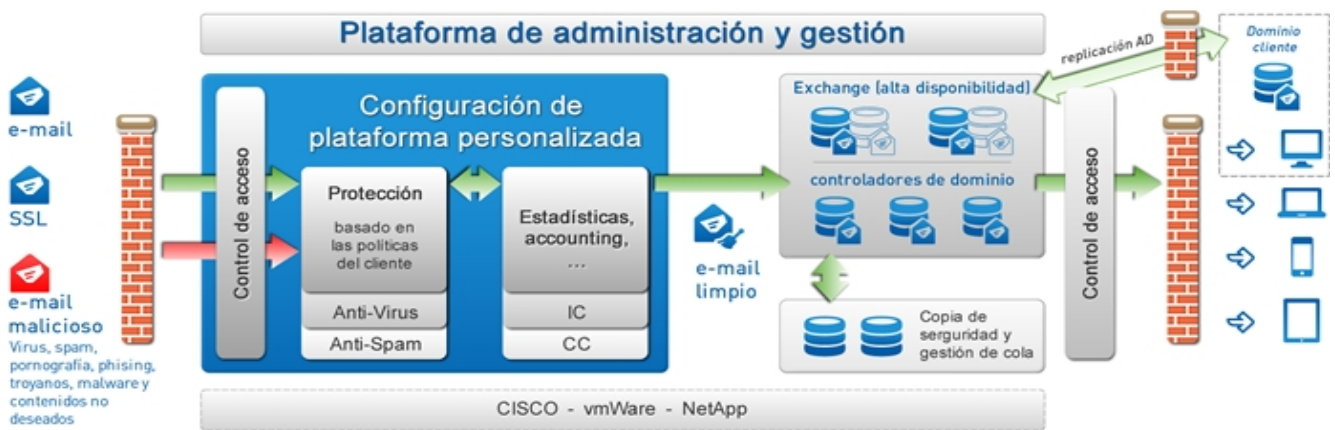 Plataforma de administración y gestión
e-mail
SSL
e-mail
malicioso
Virus, spam,
pornografía, phising,
troyanos, malware y
contenidos no
deseados
Control de acceso
Configuración de
plataforma personalizada
Protección
basado en
las políticas
del cliente
Anti-Virus
Anti-Spam
Estadísticas,
accounting,
...
IC
CC
e-mail
limpio
Exchange (alta disponibilidad)
controladores de dominio
Copia de
serguridad y
gestión de cola
replicación AD
Control de acceso
Dominio
cliente
CISCO - vmWare - NetApp